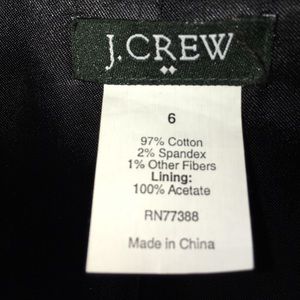 J.CREW
6
97% Cotton
2% Spandex
1% Other Fibers
Lining:
100% Acetate
RN77388
Made in China